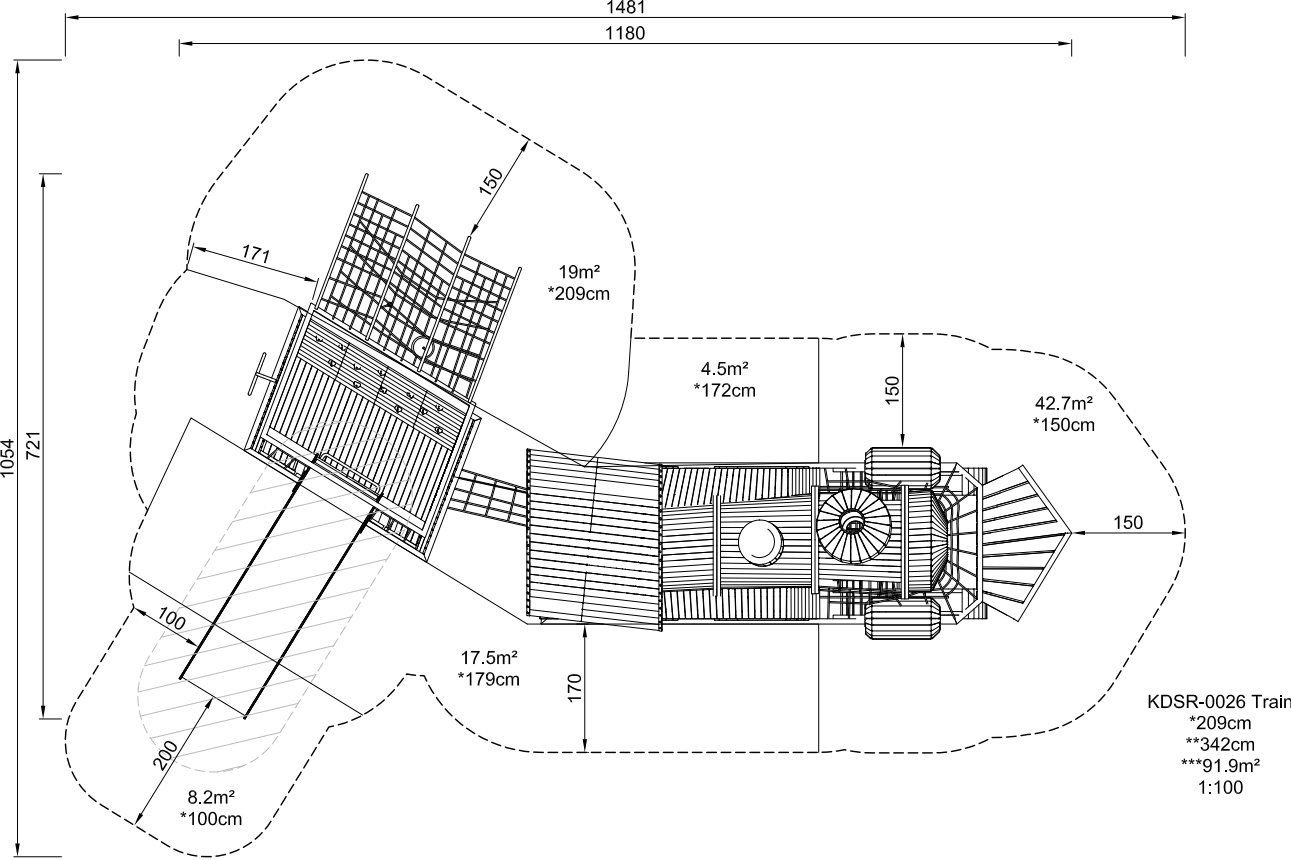 1481
1180
150
171
19m²
*209cm
4.5m²
*172cm
150
42.7m²
*150cm
1054
721
150
100
17.5m²
*179cm
170
200
8.2m²
*100cm
KDSR-0026 Train
*209cm
**342cm
***91.9m²
1:100